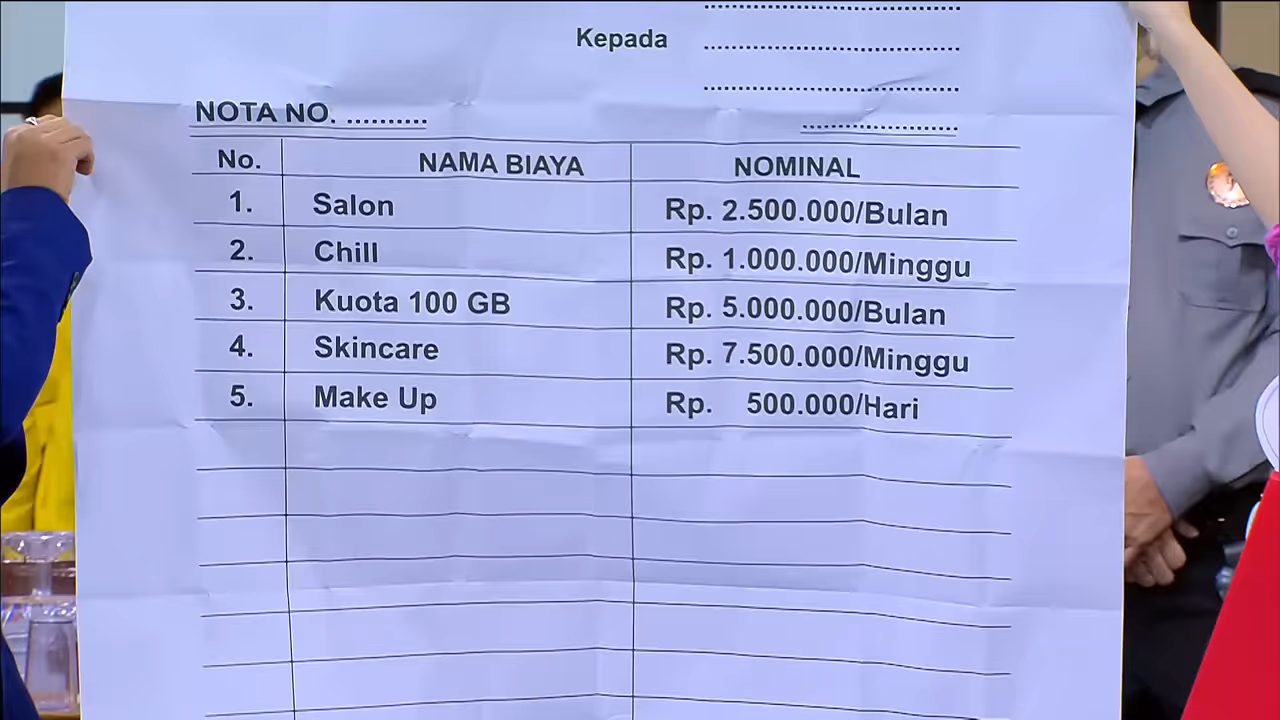 Kepada
NOTA NO. ..........
No. NAMA BIAYA NOMINAL
1. Salon Rp. 2.500.000/Bulan
2. Chill Rp. 1.000.000/Minggu
3. Kuota 100 GB Rp. 5.000.000/Bulan
4. Skincare Rp. 7.500.000/Minggu
5. Make Up Rp. 500.000/Hari